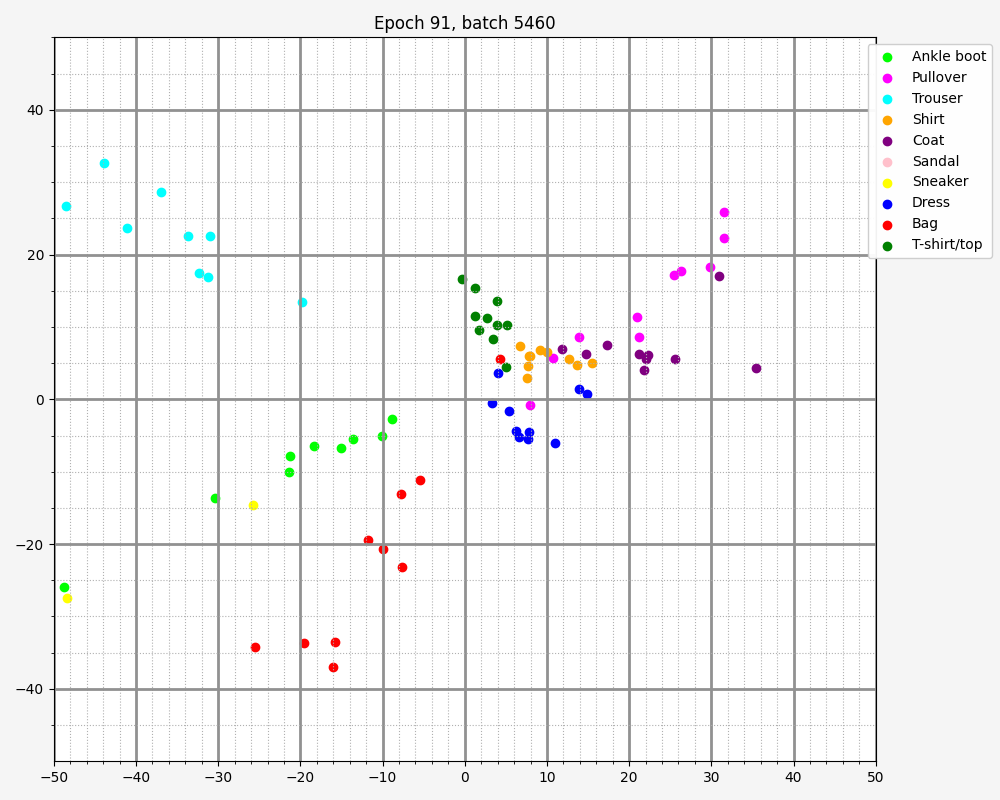 Epoch 91, batch 5460
Ankle boot
Pullover
Trouser
Shirt
Coat
Sandal
Sneaker
Dress
Bag
T-shirt/top
40
20
0
−20
−40
−50 −40 −30 −20 −10 0 10 20 30 40 50